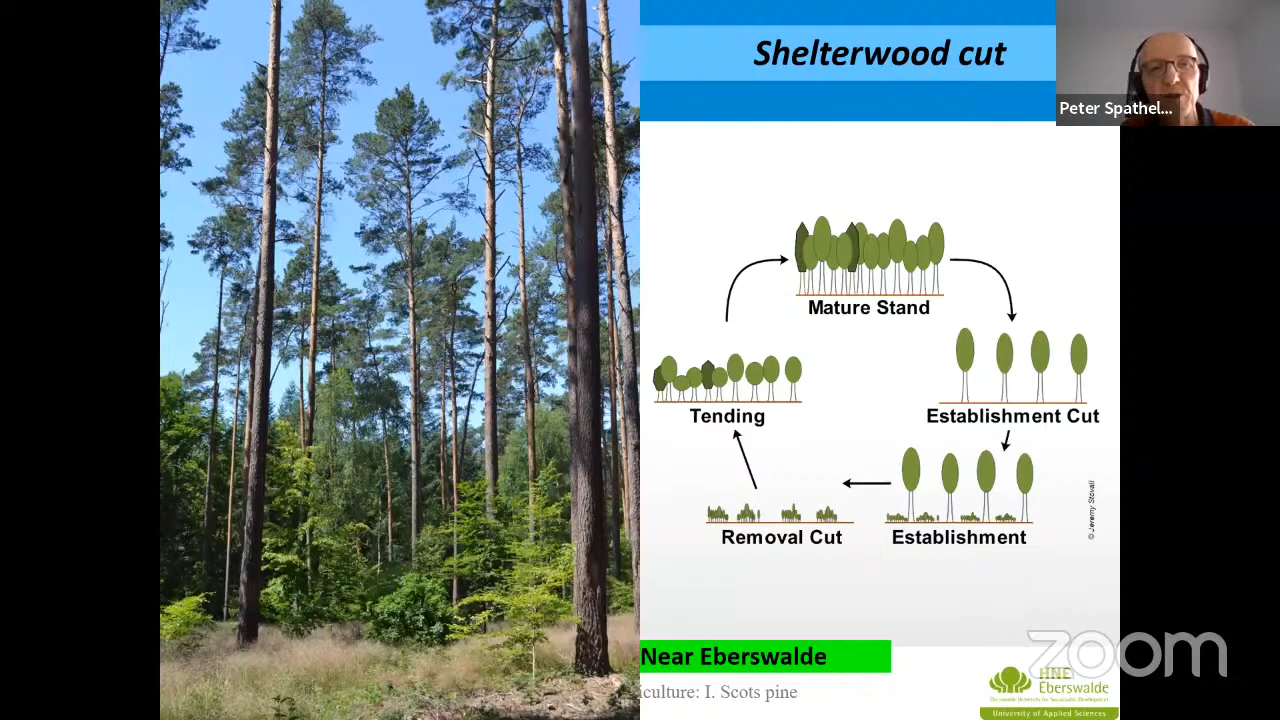 Shelterwood cut
Peter Spathel...
Mature Stand
Tending
Establishment Cut
© Jeremy Stovall
Removal Cut
Establishment
Near Eberswalde
iculture: I. Scots pine
zoom
HNE
Eberswalde
University of Applied Sciences